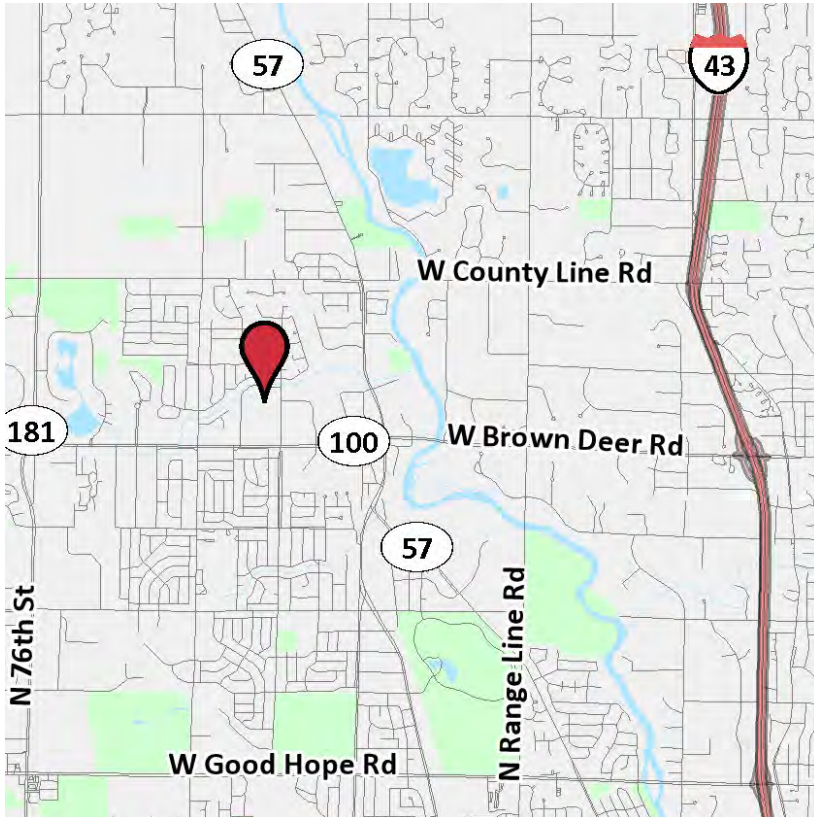 57
43
W County Line Rd
181
100
W Brown Deer Rd
57
N 76th St
N Range Line Rd
W Good Hope Rd